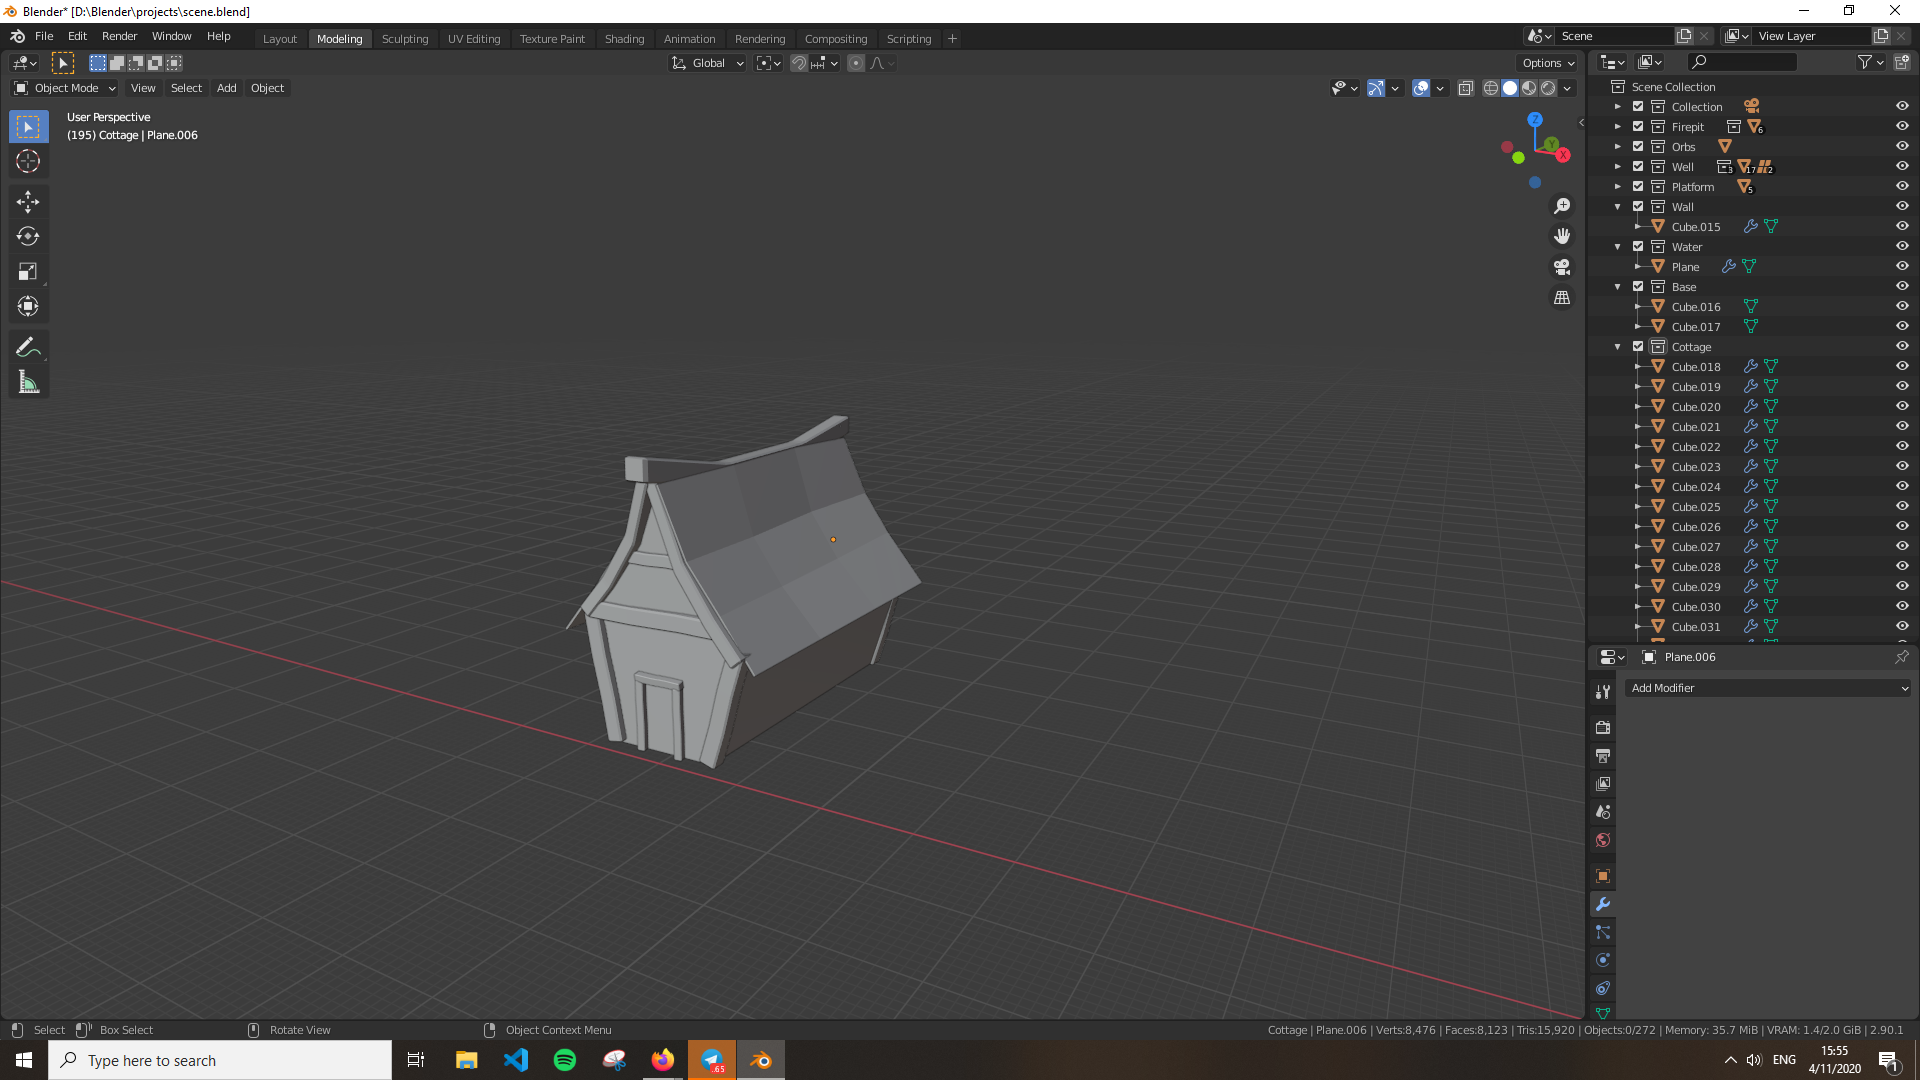 Blender* [D:\Blender\projects\scene.blend]
File Edit Render Window Help
Layout Modeling Sculpting UV Editing Texture Paint Shading Animation Rendering Compositing Scripting +
Scene
View Layer
Global
Options
Object Mode View Select Add Object
User Perspective
(195) Cottage | Plane.006
Z
Y
X
Scene Collection
Collection
Firepit 6
Orbs
Well 3 17 2
Platform 5
Wall
Cube.015
Water
Plane
Base
Cube.016
Cube.017
Cottage
Cube.018
Cube.019
Cube.020
Cube.021
Cube.022
Cube.023
Cube.024
Cube.025
Cube.026
Cube.027
Cube.028
Cube.029
Cube.030
Cube.031
Plane.006
Add Modifier
Select Box Select Rotate View Object Context Menu
Cottage | Plane.006 | Verts:8,476 | Faces:8,123 | Tris:15,920 | Objects:0/272 | Memory: 35.7 MiB | VRAM: 1.4/2.0 GiB | 2.90.1
Type here to search
.65
ENG
15:55
4/11/2020
1